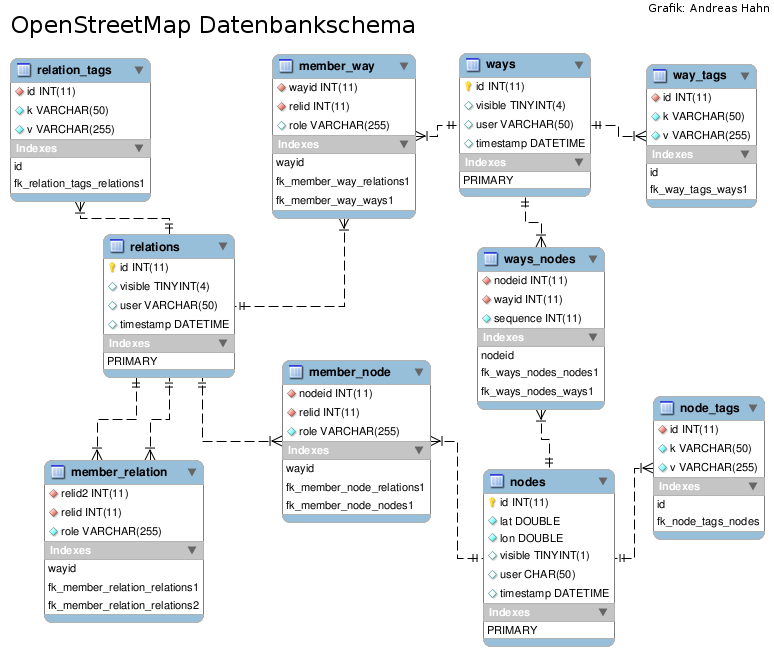 Grafik: Andreas Hahn
OpenStreetMap Datenbankschema
relation_tags
id INT(11)
k VARCHAR(50)
v VARCHAR(255)
Indexes
id
fk_relation_tags_relations1
member_way
wayid INT(11)
relid INT(11)
role VARCHAR(255)
Indexes
wayid
fk_member_way_relations1
fk_member_way_ways1
ways
id INT(11)
visible TINYINT(4)
user VARCHAR(50)
timestamp DATETIME
Indexes
PRIMARY
way_tags
id INT(11)
k VARCHAR(50)
v VARCHAR(255)
Indexes
id
fk_way_tags_ways1
relations
id INT(11)
visible TINYINT(4)
user VARCHAR(50)
timestamp DATETIME
Indexes
PRIMARY
ways_nodes
nodeid INT(11)
wayid INT(11)
sequence INT(11)
Indexes
nodeid
fk_ways_nodes_nodes1
fk_ways_nodes_ways1
member_node
nodeid INT(11)
relid INT(11)
role VARCHAR(255)
Indexes
wayid
fk_member_node_relations1
fk_member_node_nodes1
node_tags
id INT(11)
k VARCHAR(50)
v VARCHAR(255)
Indexes
id
fk_node_tags_nodes
member_relation
relid2 INT(11)
relid INT(11)
role VARCHAR(255)
Indexes
wayid
fk_member_relation_relations1
fk_member_relation_relations2
nodes
id INT(11)
lat DOUBLE
lon DOUBLE
visible TINYINT(1)
user CHAR(50)
timestamp DATETIME
Indexes
PRIMARY